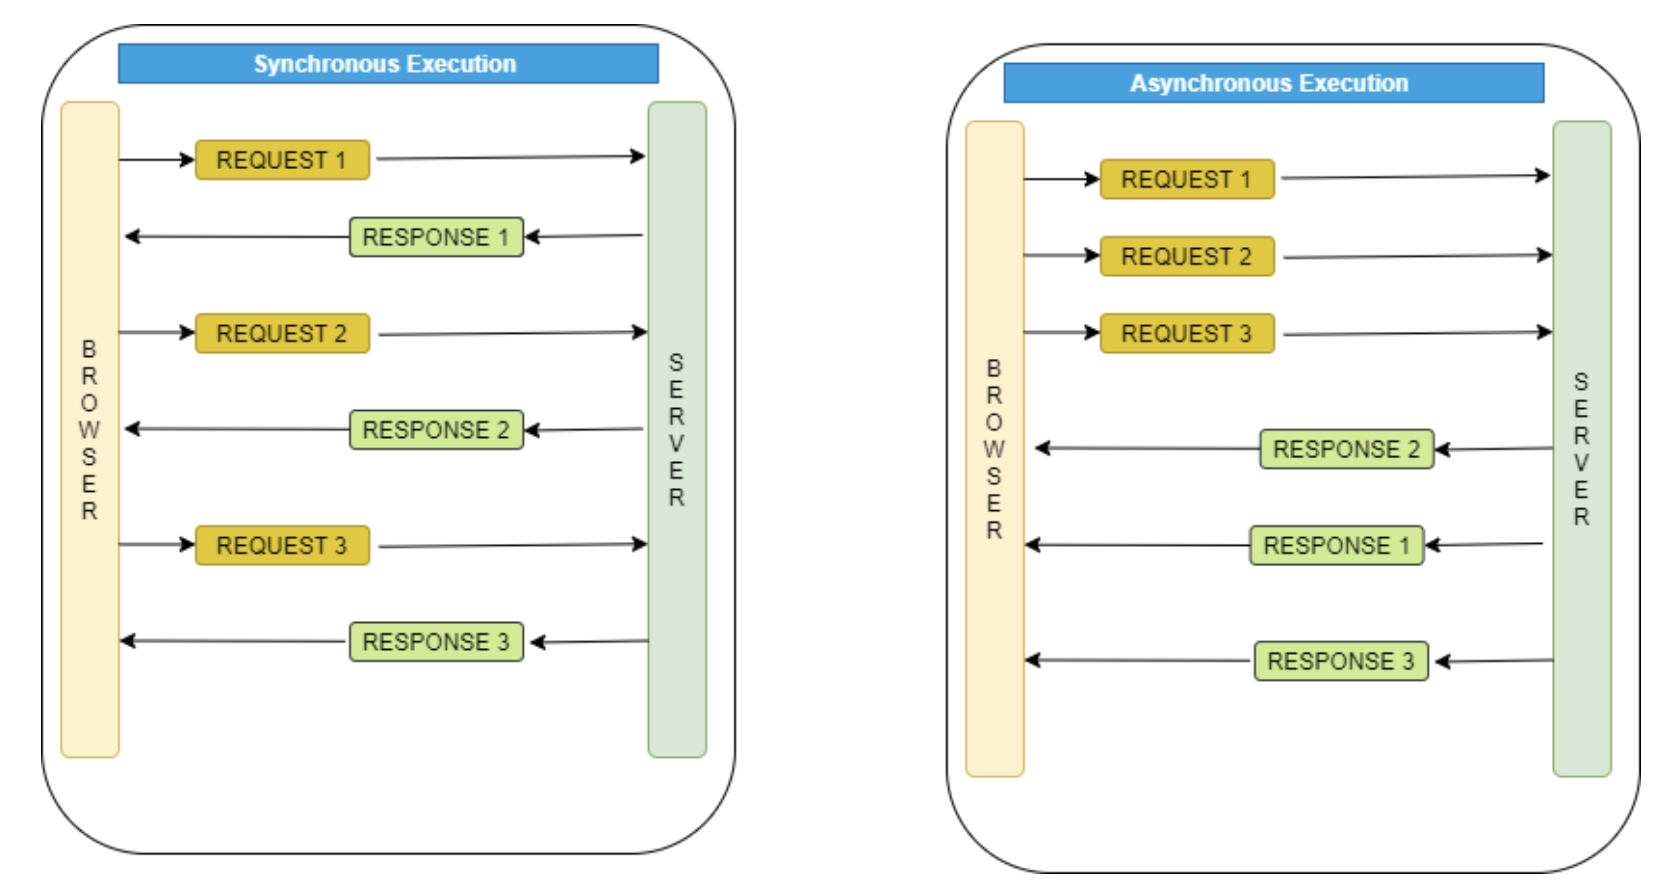 Synchronous Execution
REQUEST 1
RESPONSE 1
REQUEST 2
RESPONSE 2
REQUEST 3
RESPONSE 3
BROWSER
SERVER
Asynchronous Execution
REQUEST 1
REQUEST 2
REQUEST 3
RESPONSE 2
RESPONSE 1
RESPONSE 3
BROWSER
SERVER